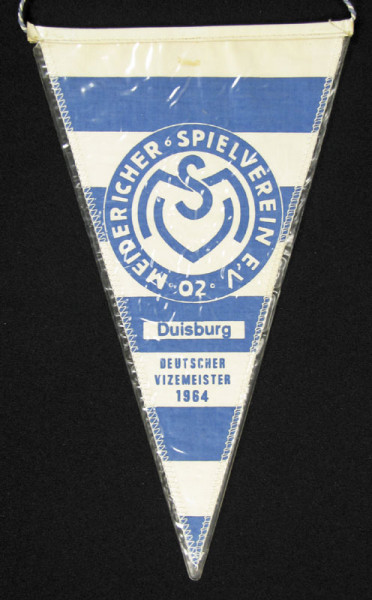 MEIDERICHER SPIELVEREIN E.V.
02
MSV
Duisburg
DEUTSCHER
VIZEMEISTER
1964